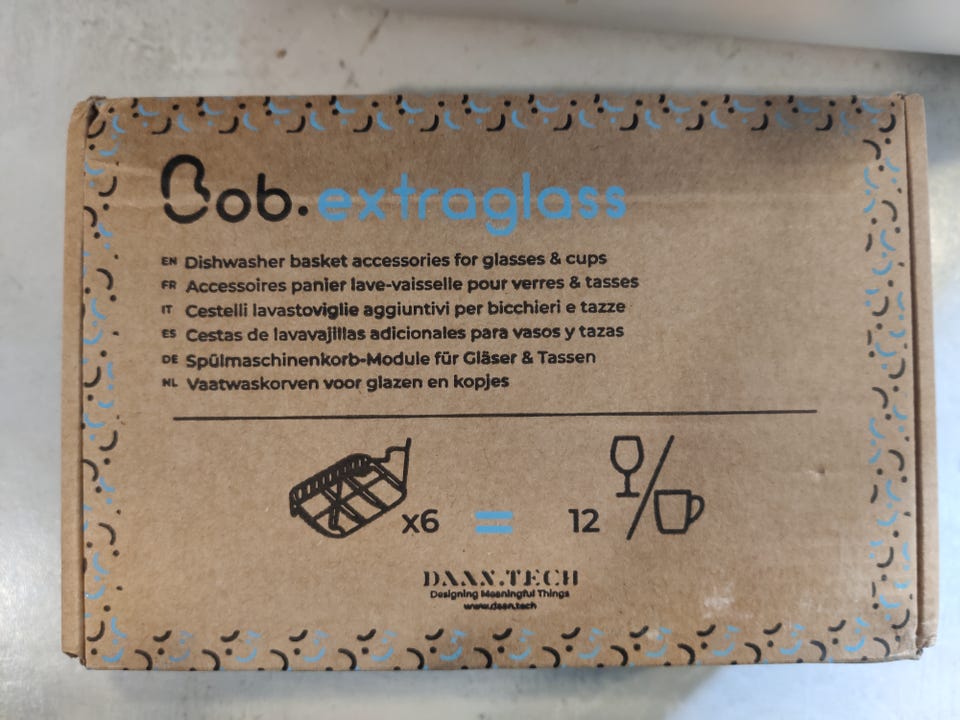 Bob.extraglass
EN Dishwasher basket accessories for glasses & cups
FR Accessoires panier lave-vaisselle pour verres & tasses
IT Cestelli lavastoviglie aggiuntivi per bicchieri e tazze
ES Cestas de lavavajillas adicionales para vasos y tazas
DE Spülmaschinenkorb-Module für Gläser & Tassen
NL Vaatwaskorven voor glazen en kopjes
x6 = 12
DAAN.TECH
Designing Meaningful Things
www.daan.tech